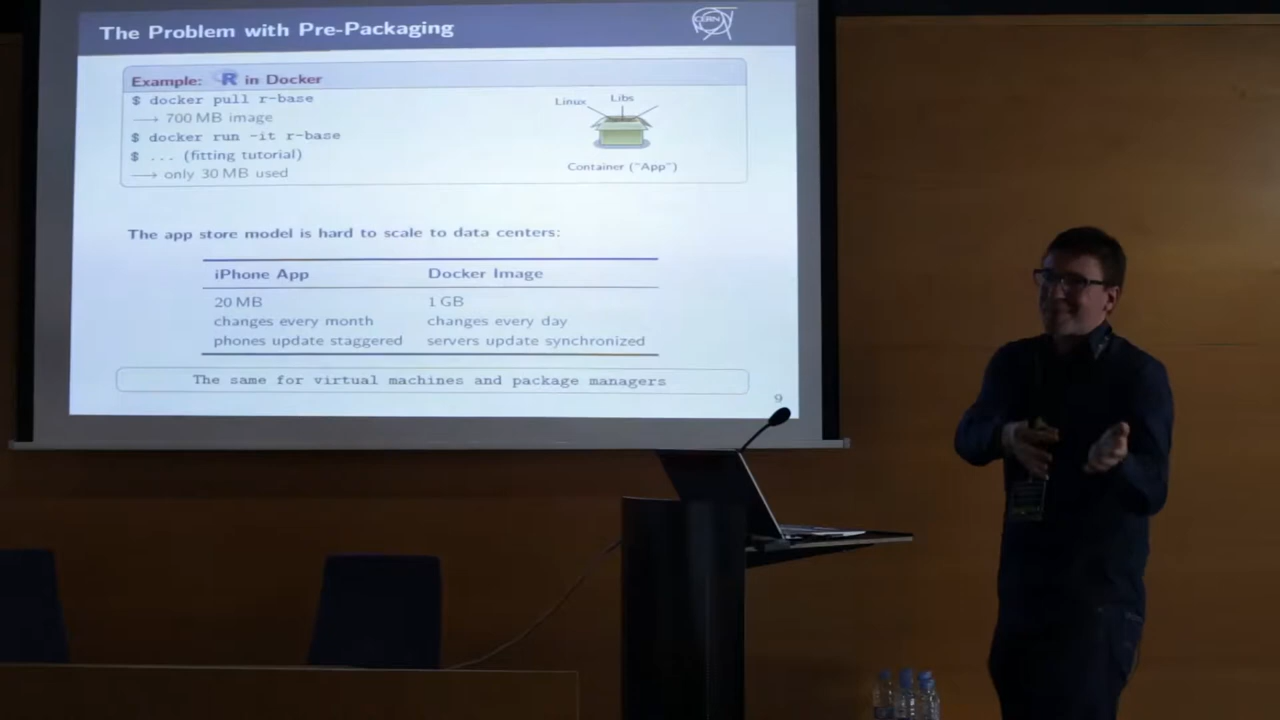 The Problem with Pre-Packaging
CERN
Example: R in Docker
$ docker pull r-base
⟶ 700 MB image
$ docker run -it r-base
$ ... (fitting tutorial)
⟶ only 30 MB used
Linux Libs
Container ("App")
The app store model is hard to scale to data centers:
iPhone App Docker Image
20 MB 1 GB
changes every month changes every day
phones update staggered servers update synchronized
The same for virtual machines and package managers
9